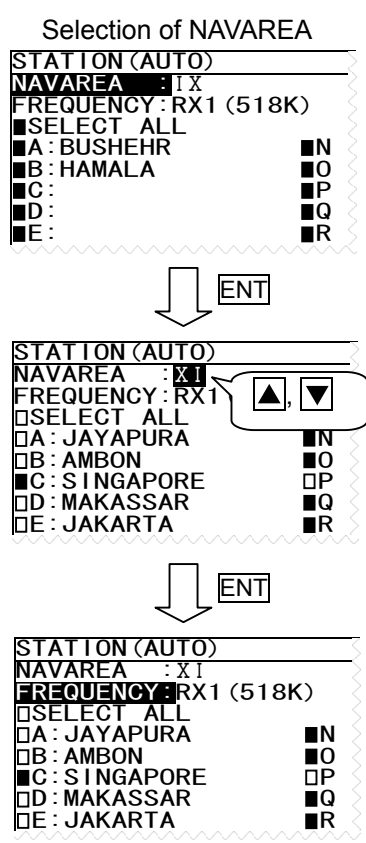 Selection of NAVAREA
STATION(AUTO)
NAVAREA :IX
FREQUENCY:RX1(518K)
■SELECT ALL
■A:BUSHEHR ■N
■B:HAMALA ■O
■C: ■P
■D: ■Q
■E: ■R
ENT
STATION(AUTO)
NAVAREA :XI
FREQUENCY:RX1
▲, ▼
□SELECT ALL
□A:JAYAPURA ■N
□B:AMBON ■O
■C:SINGAPORE □P
□D:MAKASSAR ■Q
□E:JAKARTA ■R
ENT
STATION(AUTO)
NAVAREA :XI
FREQUENCY:RX1(518K)
□SELECT ALL
□A:JAYAPURA ■N
□B:AMBON ■O
■C:SINGAPORE □P
□D:MAKASSAR ■Q
□E:JAKARTA ■R